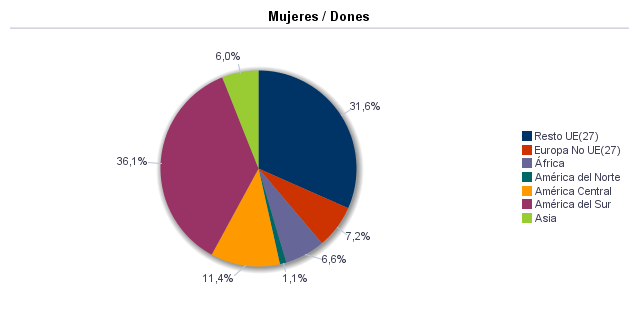 Mujeres / Dones
6,0%
31,6%
36,1%
7,2%
6,6%
11,4%
1,1%
Resto UE(27)
Europa No UE(27)
África
América del Norte
América Central
América del Sur
Asia